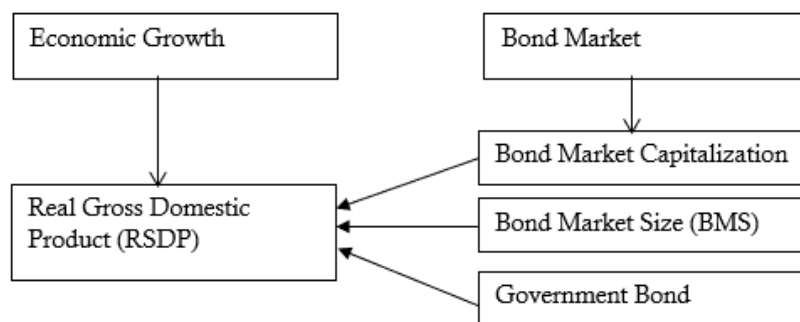 Economic Growth
Bond Market
Bond Market Capitalization
Real Gross Domestic
Product (RSDP)
Bond Market Size (BMS)
Government Bond